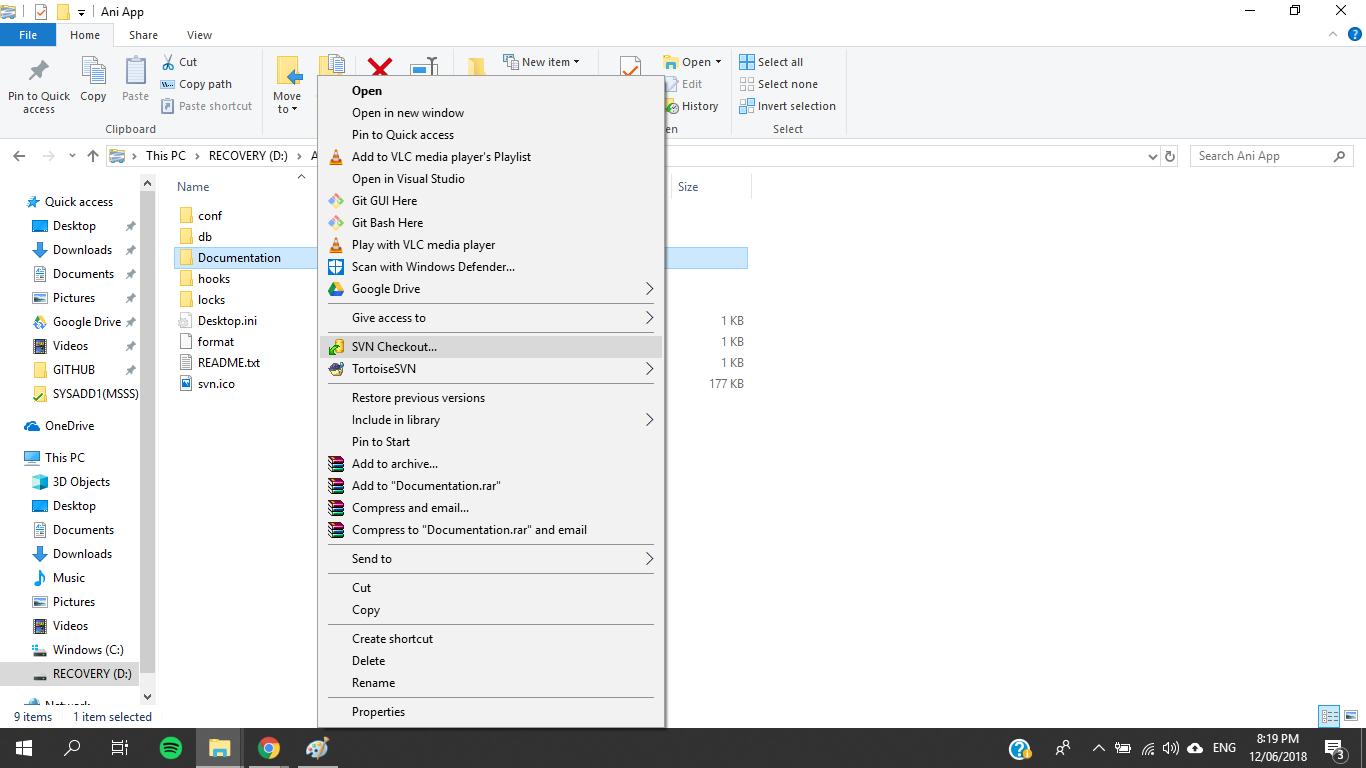 Ani App
File Home Share View
Pin to Quick access
Copy
Paste
Cut
Copy path
Paste shortcut
Clipboard
Move to
New item
Open
Edit
History
en
Select all
Select none
Invert selection
Select
This PC RECOVERY (D:) A
Search Ani App
Quick access
Desktop
Downloads
Documents
Pictures
Google Drive
Videos
GITHUB
SYSADD1(MSSS)
OneDrive
This PC
3D Objects
Desktop
Documents
Downloads
Music
Pictures
Videos
Windows (C:)
RECOVERY (D:)
Network
Name Size
conf
db
Documentation
hooks
locks
Desktop.ini 1 KB
format 1 KB
README.txt 1 KB
svn.ico 177 KB
Open
Open in new window
Pin to Quick access
Add to VLC media player's Playlist
Open in Visual Studio
Git GUI Here
Git Bash Here
Play with VLC media player
Scan with Windows Defender...
Google Drive
Give access to
SVN Checkout...
TortoiseSVN
Restore previous versions
Include in library
Pin to Start
Add to archive...
Add to "Documentation.rar"
Compress and email...
Compress to "Documentation.rar" and email
Send to
Cut
Copy
Create shortcut
Delete
Rename
Properties
9 items 1 item selected
ENG
8:19 PM
12/06/2018
3